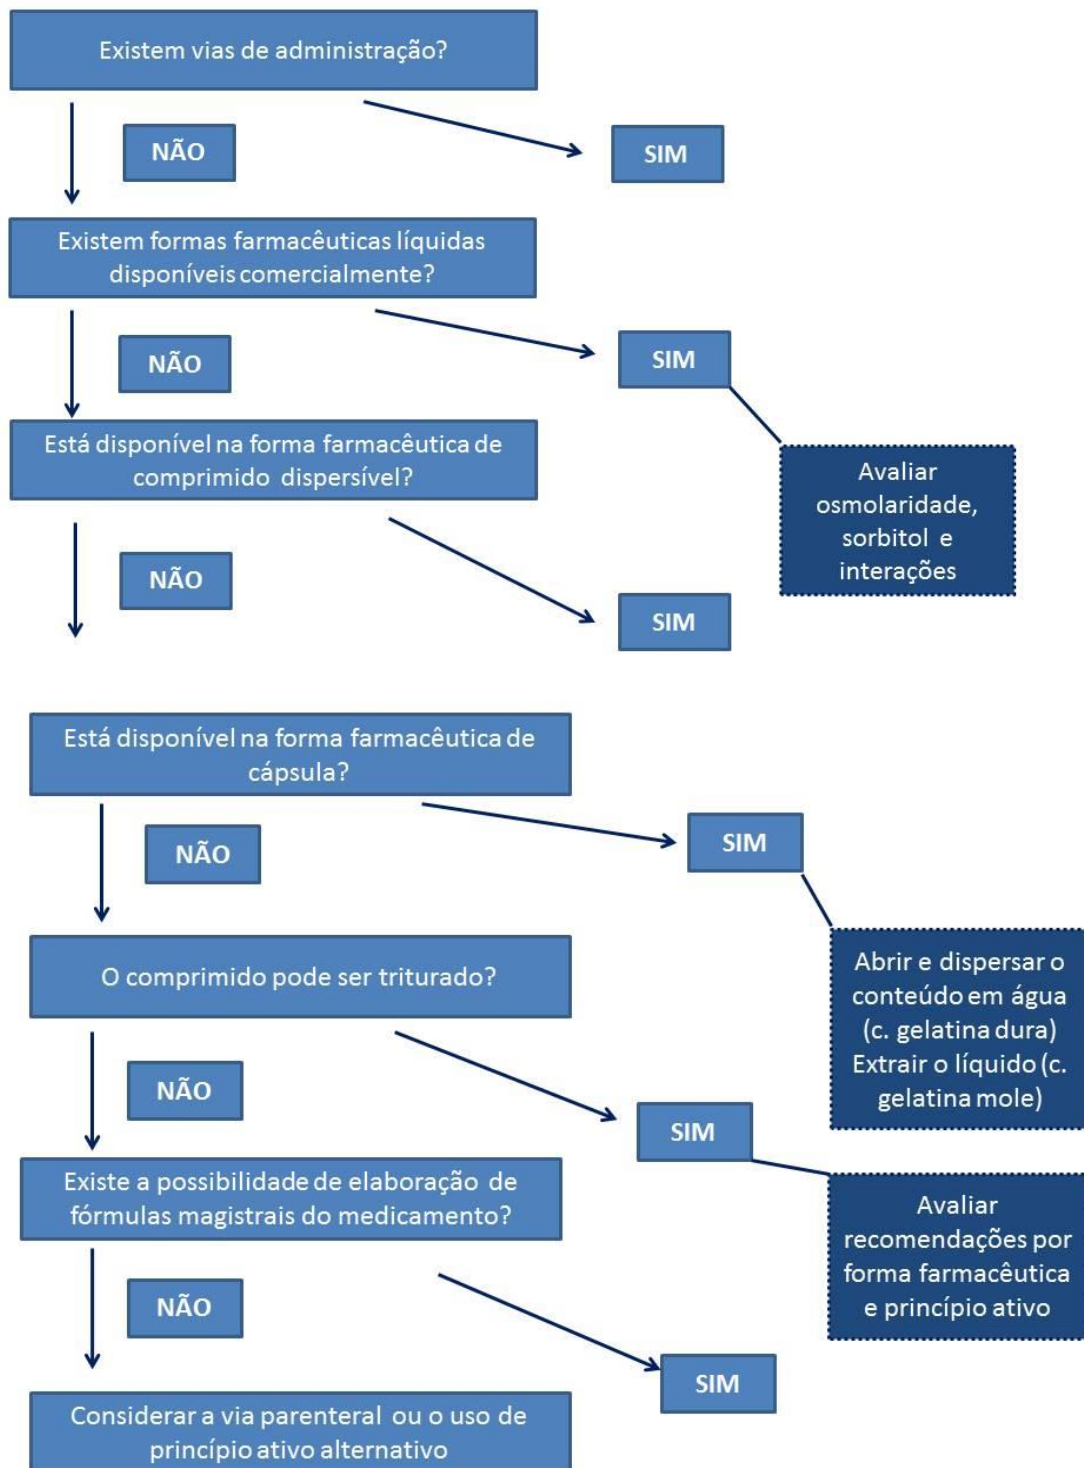 Existem vias de administração?
NÃO
SIM
Existem formas farmacêuticas líquidas
disponíveis comercialmente?
NÃO
SIM
Está disponível na forma farmacêutica de
comprimido dispersível?
Avaliar
osmolaridade,
sorbitol e
interações
NÃO
SIM
Está disponível na forma farmacêutica de
cápsula?
NÃO
SIM
O comprimido pode ser triturado?
Abrir e dispersar o
conteúdo em água
(c. gelatina dura)
Extrair o líquido (c.
gelatina mole)
NÃO
SIM
Existe a possibilidade de elaboração de
fórmulas magistrais do medicamento?
Avaliar
recomendações por
forma farmacêutica
e princípio ativo
NÃO
SIM
Considerar a via parenteral ou o uso de
princípio ativo alternativo